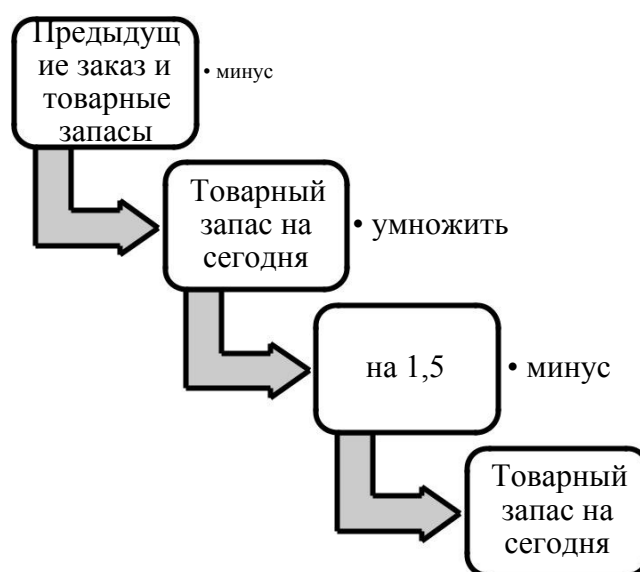 Предыдущ
ие заказ и
товарные
запасы
• минус
Товарный
запас на
сегодня
• умножить
на 1,5
• минус
Товарный
запас на
сегодня